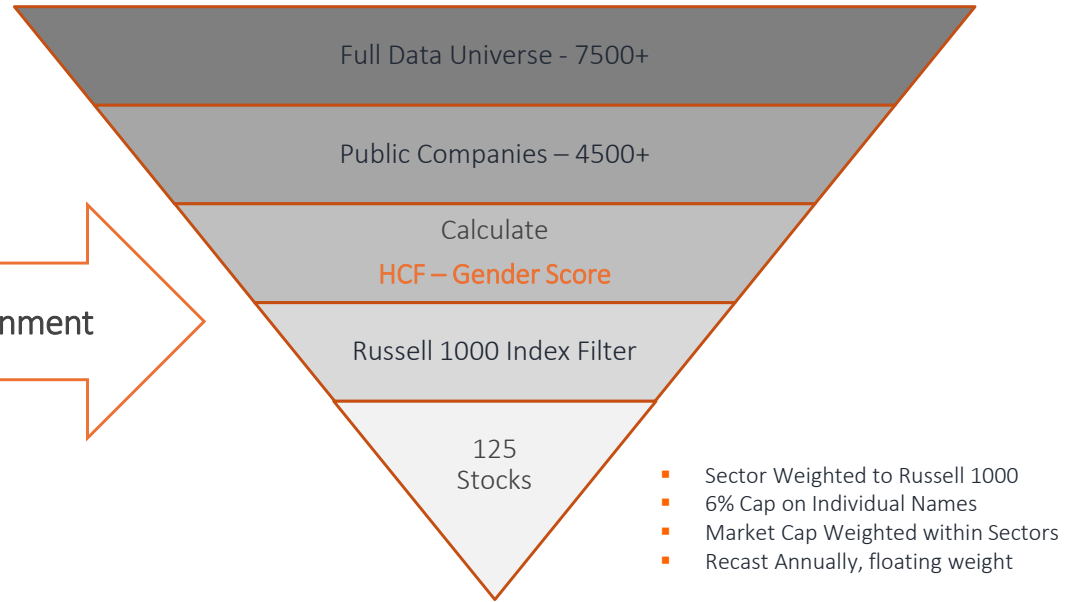 Full Data Universe - 7500+
Public Companies – 4500+
Calculate
HCF – Gender Score
nment
Russell 1000 Index Filter
125
Stocks
▪ Sector Weighted to Russell 1000
▪ 6% Cap on Individual Names
▪ Market Cap Weighted within Sectors
▪ Recast Annually, floating weight